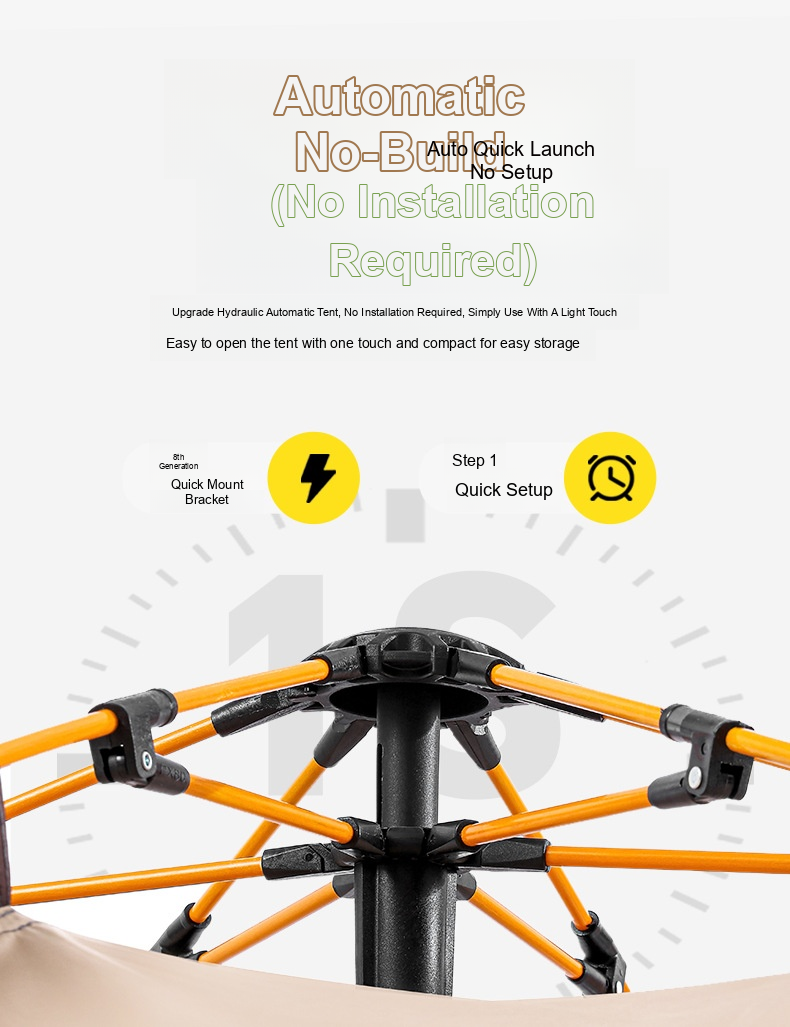 Automatic
No-Build
Auto Quick Launch
No Setup
(No Installation
Required)
Upgrade Hydraulic Automatic Tent, No Installation Required, Simply Use With A Light Touch
Easy to open the tent with one touch and compact for easy storage
8th
Generation
Quick Mount
Bracket
Step 1
Quick Setup
1S